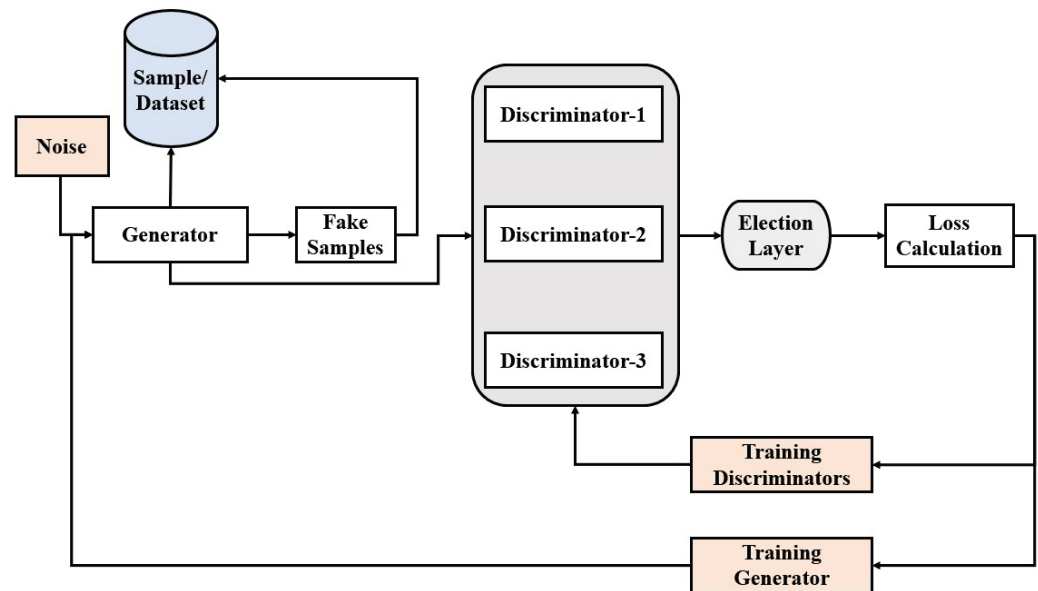 Sample/
Dataset
Noise
Generator
Fake
Samples
Discriminator-1
Discriminator-2
Discriminator-3
Election
Layer
Loss
Calculation
Training
Discriminators
Training
Generator